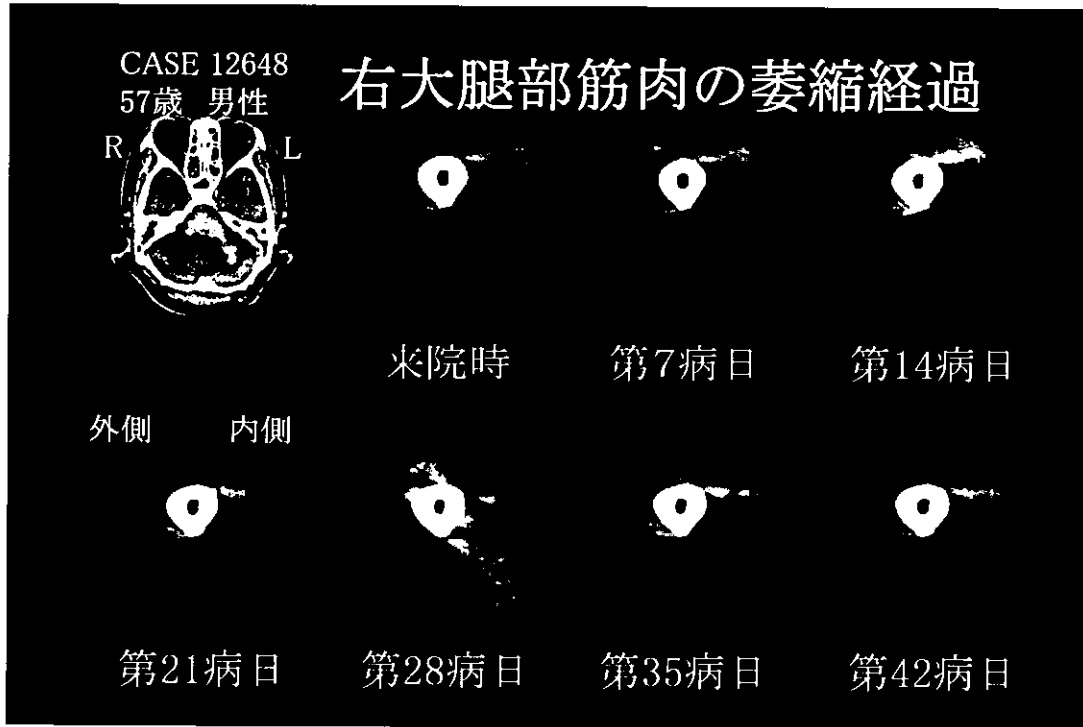 CASE 12648
57歳 男性
右大腿部筋肉の萎縮経過
R L
来院時 第7病日 第14病日
外側 内側
第21病日 第28病日 第35病日 第42病日